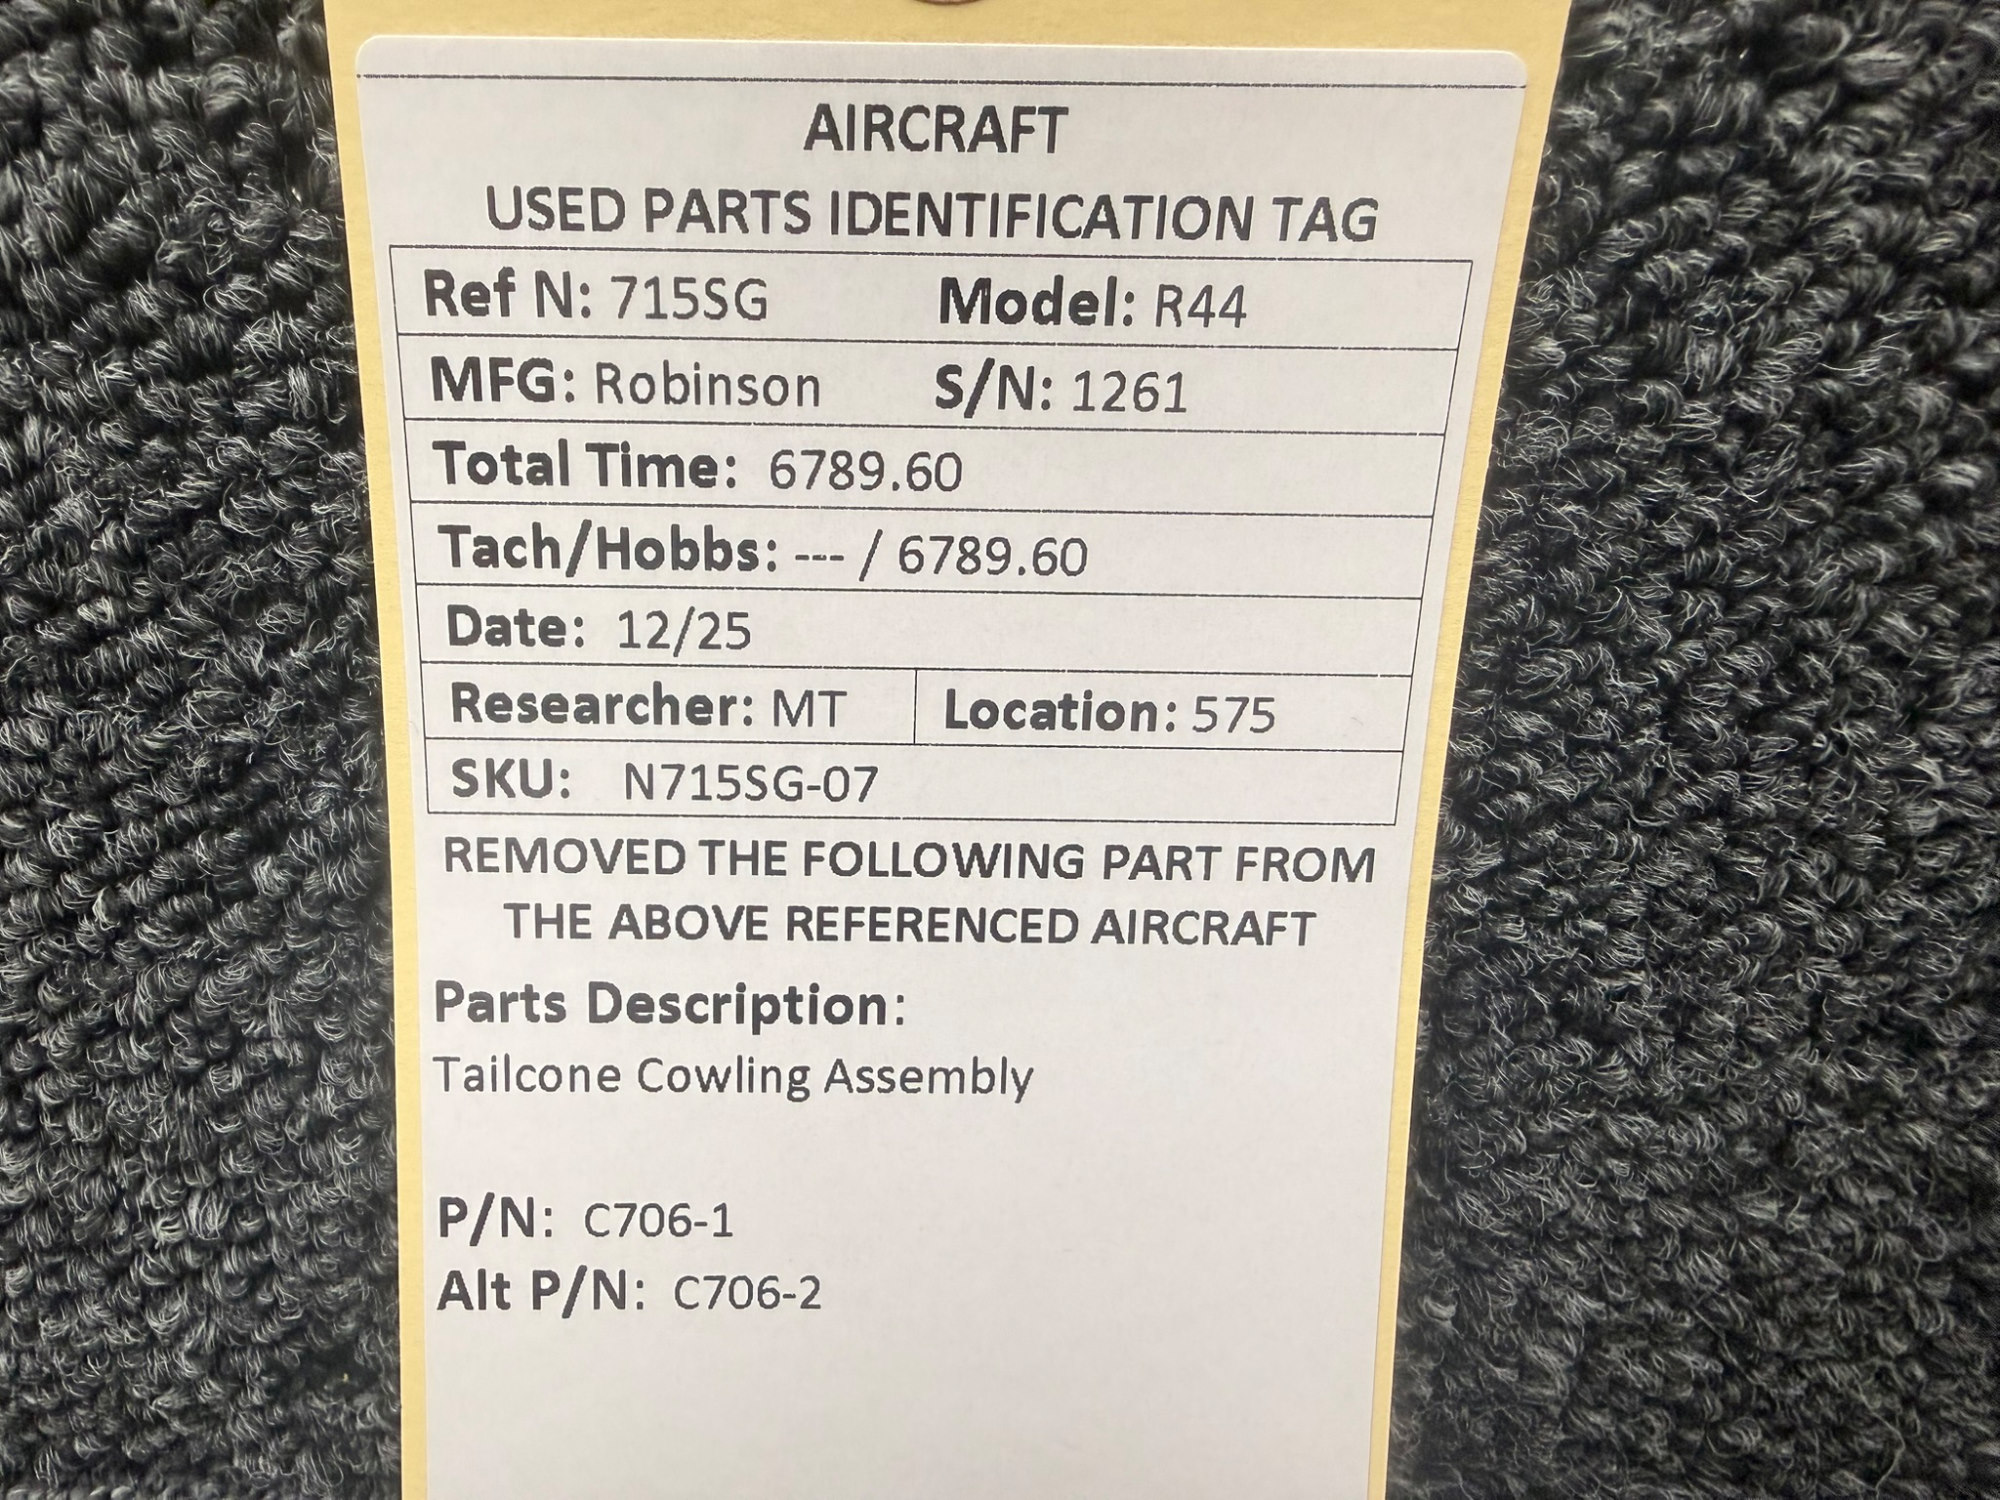 AIRCRAFT
USED PARTS IDENTIFICATION TAG
Ref N: 715SG Model: R44
MFG: Robinson S/N: 1261
Total Time: 6789.60
Tach/Hobbs: --- / 6789.60
Date: 12/25
Researcher: MT Location: 575
SKU: N715SG-07
REMOVED THE FOLLOWING PART FROM
THE ABOVE REFERENCED AIRCRAFT
Parts Description:
Tailcone Cowling Assembly
P/N: C706-1
Alt P/N: C706-2